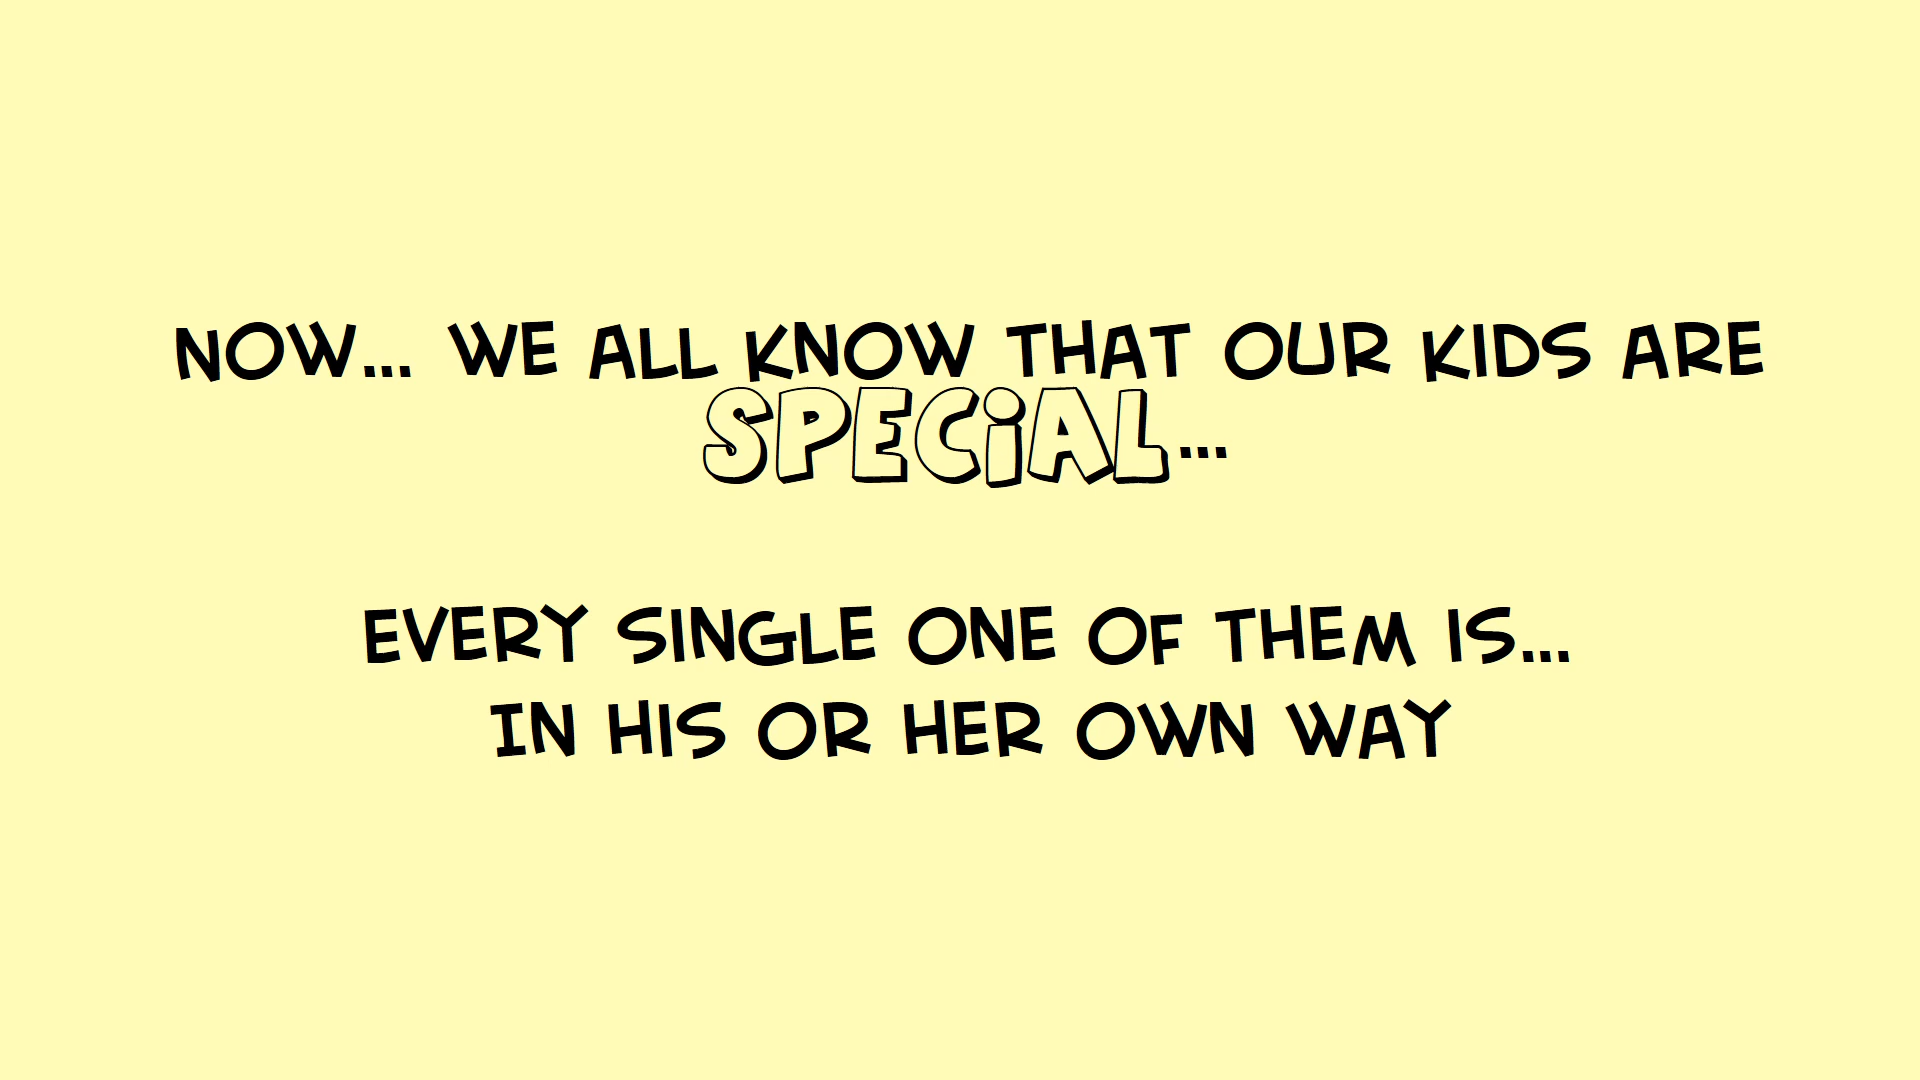 NOW... WE ALL KNOW THAT OUR KIDS ARE
SPECiAL...
EVERY SINGLE ONE OF THEM IS...
IN HIS OR HER OWN WAY